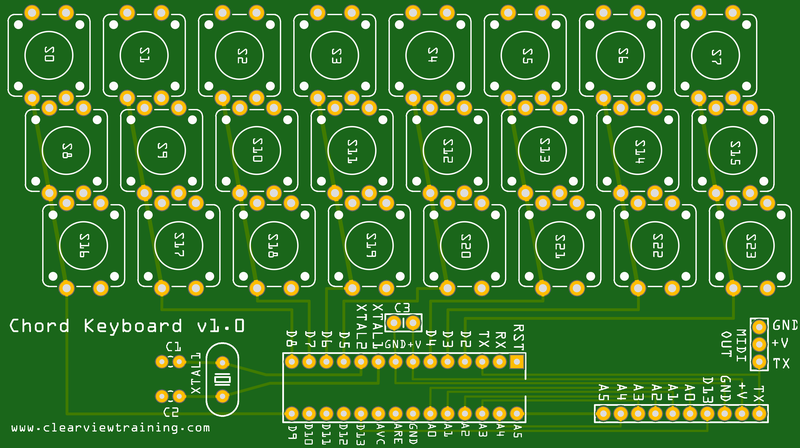 S0 S1 S2 S3 S4 S5 S6 S7
S8 S9 S10 S11 S12 S13 S14 S15
S16 S17 S18 S19 S20 S21 S22 S23
Chord Keyboard v1.0
C3
D8 D7 D6 D5 XTAL2 XTAL1 GND +V D4 D3 D2 TX RX RST
MIDI OUT
GND
+V
TX
C1
XTAL1
C2
A5 A4 A3 A2 A1 A0 D13 GND +V TX
www.clearviewtraining.com
D9 D10 D11 D12 D13 AVC ARE GND A0 A1 A2 A3 A4 A5